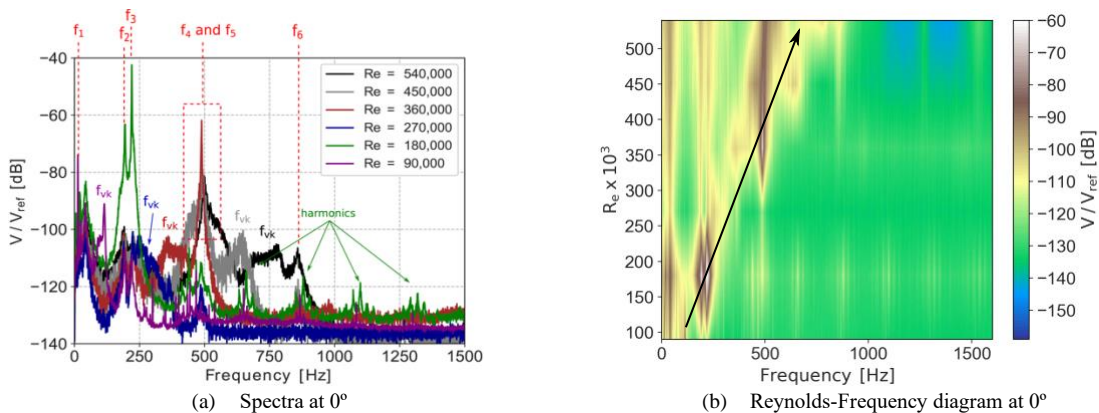 f1
f2
f3
f4 and f5
f6
−40
−60
−80
−100
−120
−140
V/Vref [dB]
Re = 540,000
Re = 450,000
Re = 360,000
Re = 270,000
Re = 180,000
Re = 90,000
fvk
fvk
fvk
fvk
fvk
harmonics
0 250 500 750 1000 1250 1500
Frequency [Hz]
(a) Spectra at 0º
500
450
400
350
300
250
200
150
100
Re x 10³
0 500 1000 1500
Frequency [Hz]
−60
−70
−80
−90
−100
−110
−120
−130
−140
−150
V/Vref [dB]
(b) Reynolds-Frequency diagram at 0º